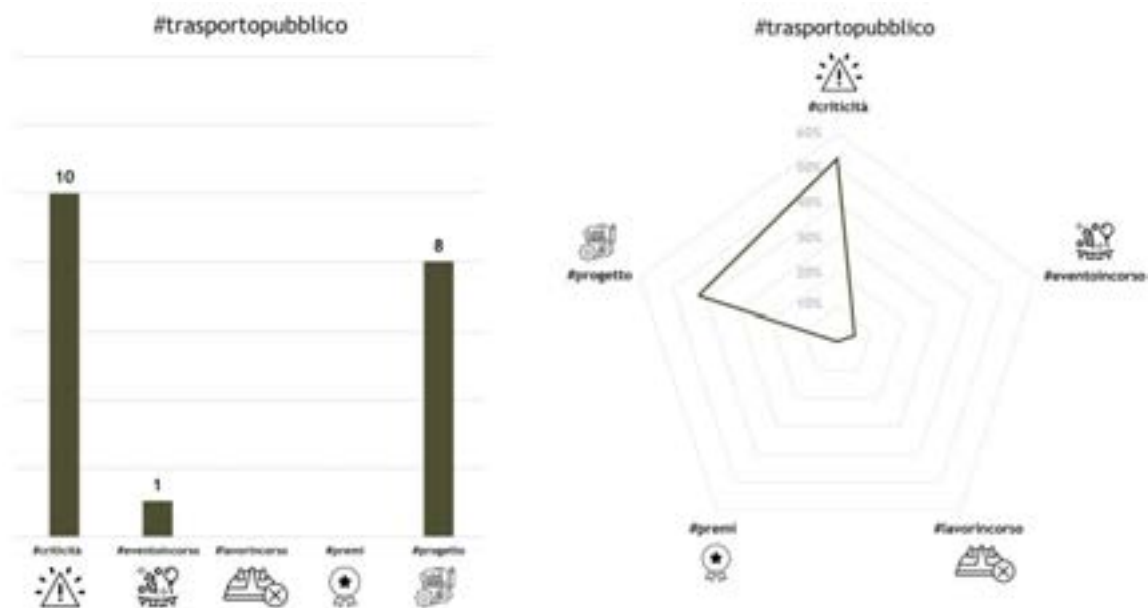 #trasportopubblico
10
1
8
#criticità
#eventoincorso
#lavorincorso
#premi
#progetto
#trasportopubblico
#criticità
60%
50%
40%
30%
20%
10%
#progetto
#eventoincorso
#premi
#lavorincorso